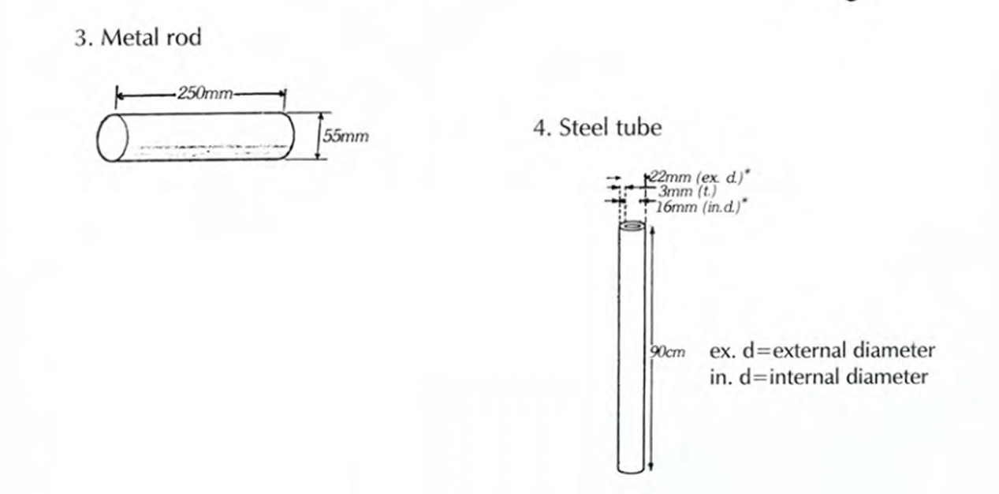 3. Metal rod
250mm
55mm
4. Steel tube
22mm (ex. d.)*
3mm (t.)
16mm (in.d.)*
90cm
ex. d=external diameter
in. d=internal diameter